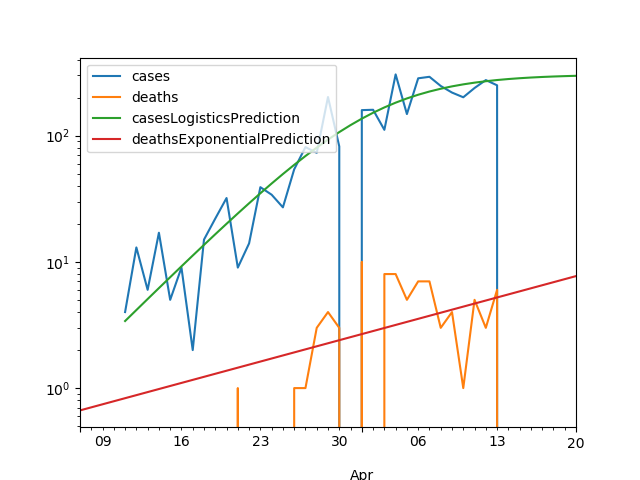 cases
deaths
casesLogisticsPrediction
deathsExponentialPrediction
10²
10¹
10⁰
09 16 23 30 06 13 20
Apr